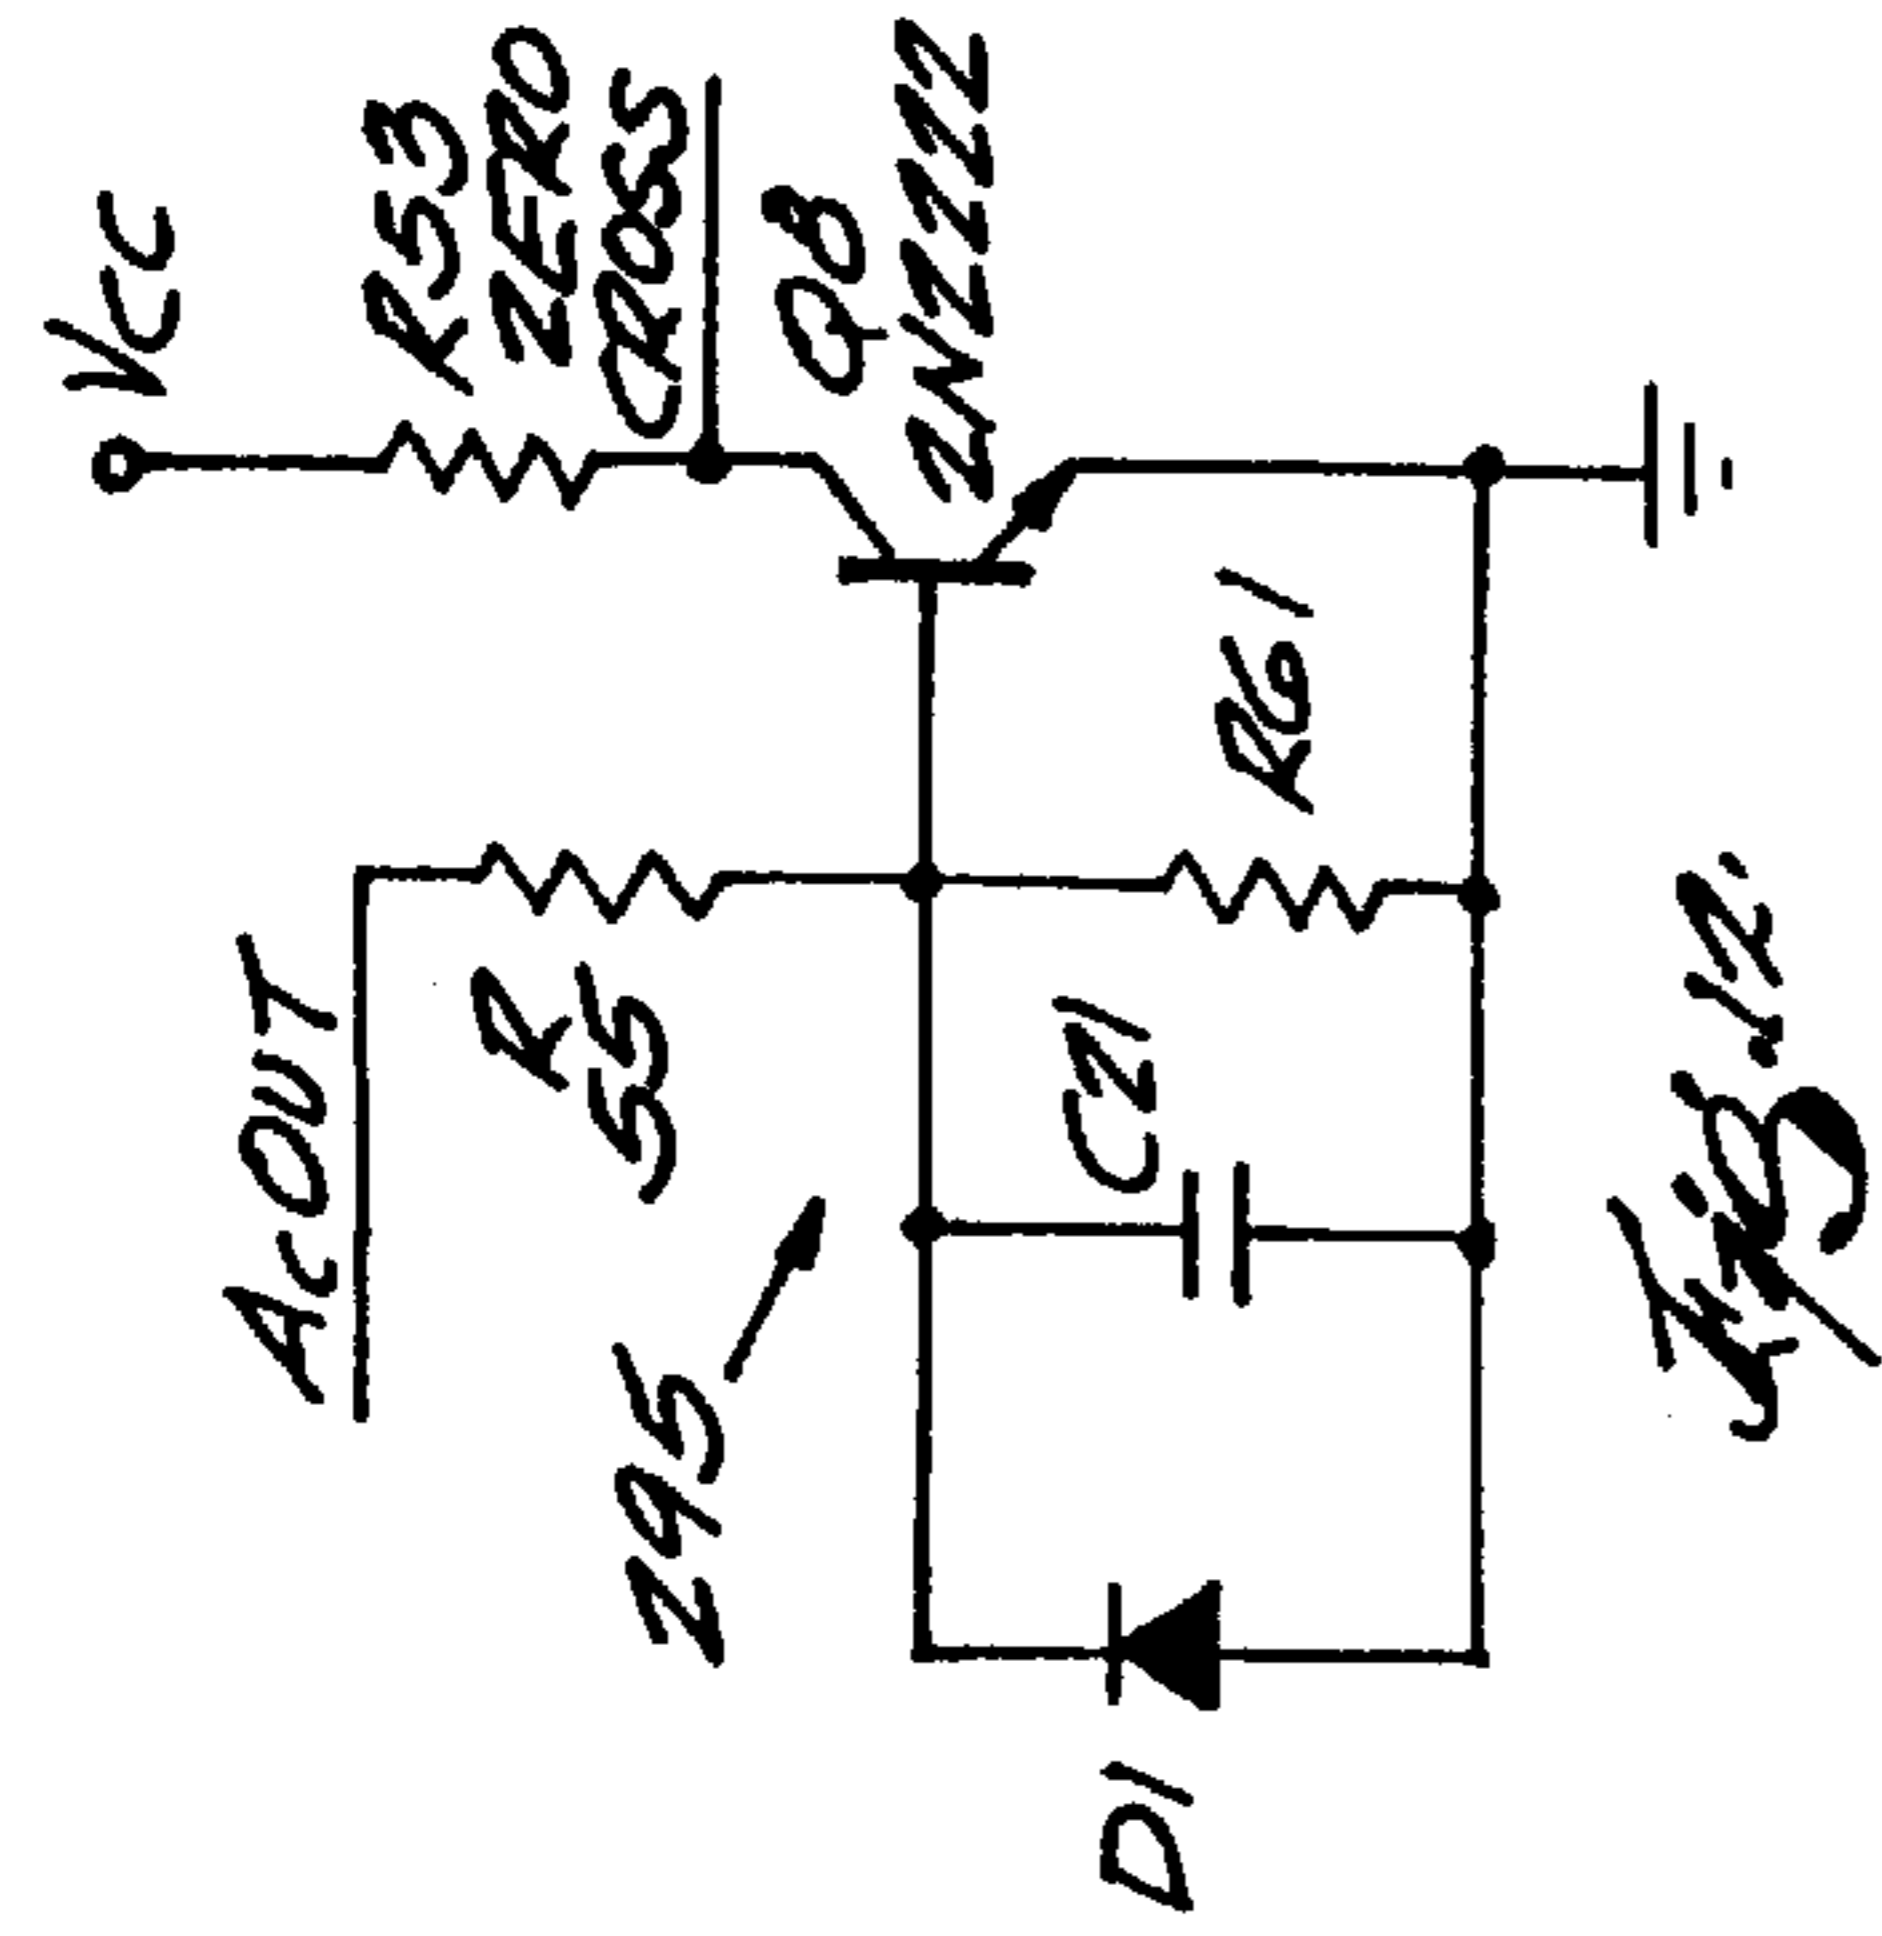 Vcc
R53
ZERO
CROSS
Q8
2N2222
AC OUT
R
55
R61
295
C21
D1
Fig. 12.